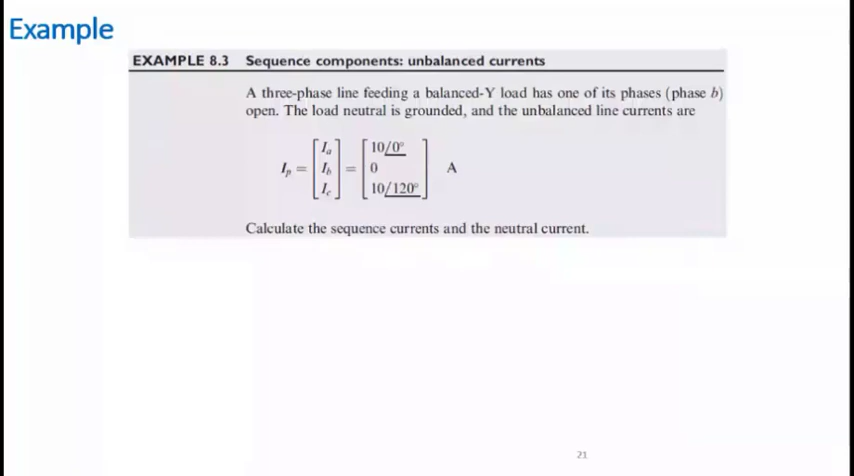 Example
EXAMPLE 8.3 Sequence components: unbalanced currents
A three-phase line feeding a balanced-Y load has one of its phases (phase b)
open. The load neutral is grounded, and the unbalanced line currents are
I_p = [I_a I_b I_c] = [10/0° 0 10/120°] A
Calculate the sequence currents and the neutral current.
21